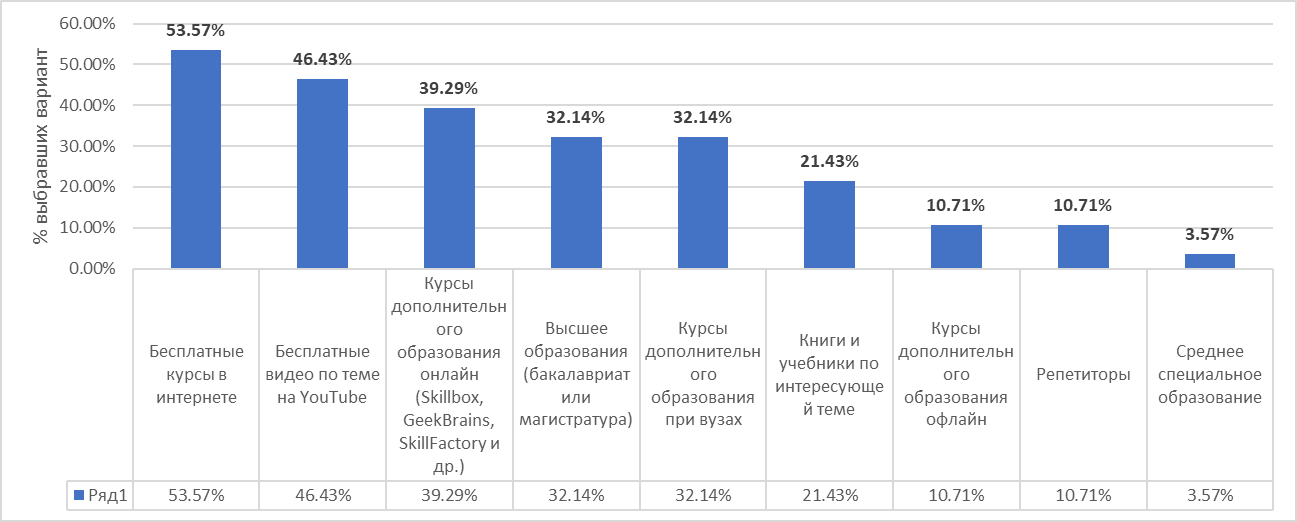 60.00%
50.00%
40.00%
30.00%
20.00%
10.00%
0.00%
% выбравших вариант
53.57%
46.43%
39.29%
32.14%
32.14%
21.43%
10.71%
10.71%
3.57%
Бесплатные
курсы в
интернете
Бесплатные
видео по теме
на YouTube
Курсы
дополнительн
ого
образования
онлайн
(Skillbox,
GeekBrains,
SkillFactory и
др.)
Высшее
образования
(бакалавриат
или
магистратура)
Курсы
дополнительн
ого
образования
при вузах
Книги и
учебники по
интересующе
й теме
Курсы
дополнительн
ого
образования
офлайн
Репетиторы
Среднее
специальное
образование
Ряд1 53.57% 46.43% 39.29% 32.14% 32.14% 21.43% 10.71% 10.71% 3.57%